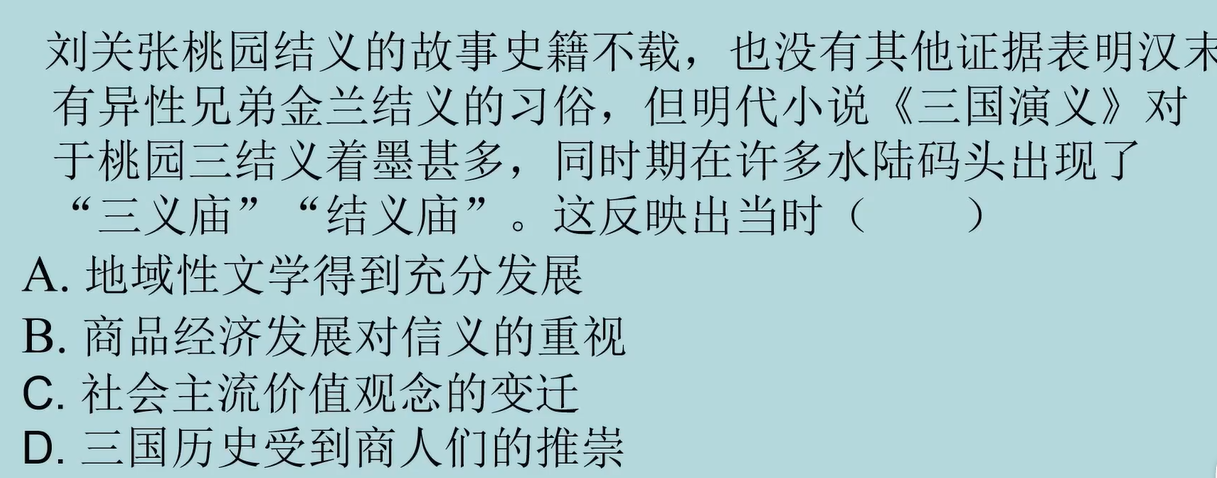 刘关张桃园结义的故事史籍不载，也没有其他证据表明汉末
有异性兄弟金兰结义的习俗，但明代小说《三国演义》对
于桃园三结义着墨甚多，同时期在许多水陆码头出现了
“三义庙”“结义庙”。这反映出当时（　　）
A. 地域性文学得到充分发展
B. 商品经济发展对信义的重视
C. 社会主流价值观念的变迁
D. 三国历史受到商人们的推崇